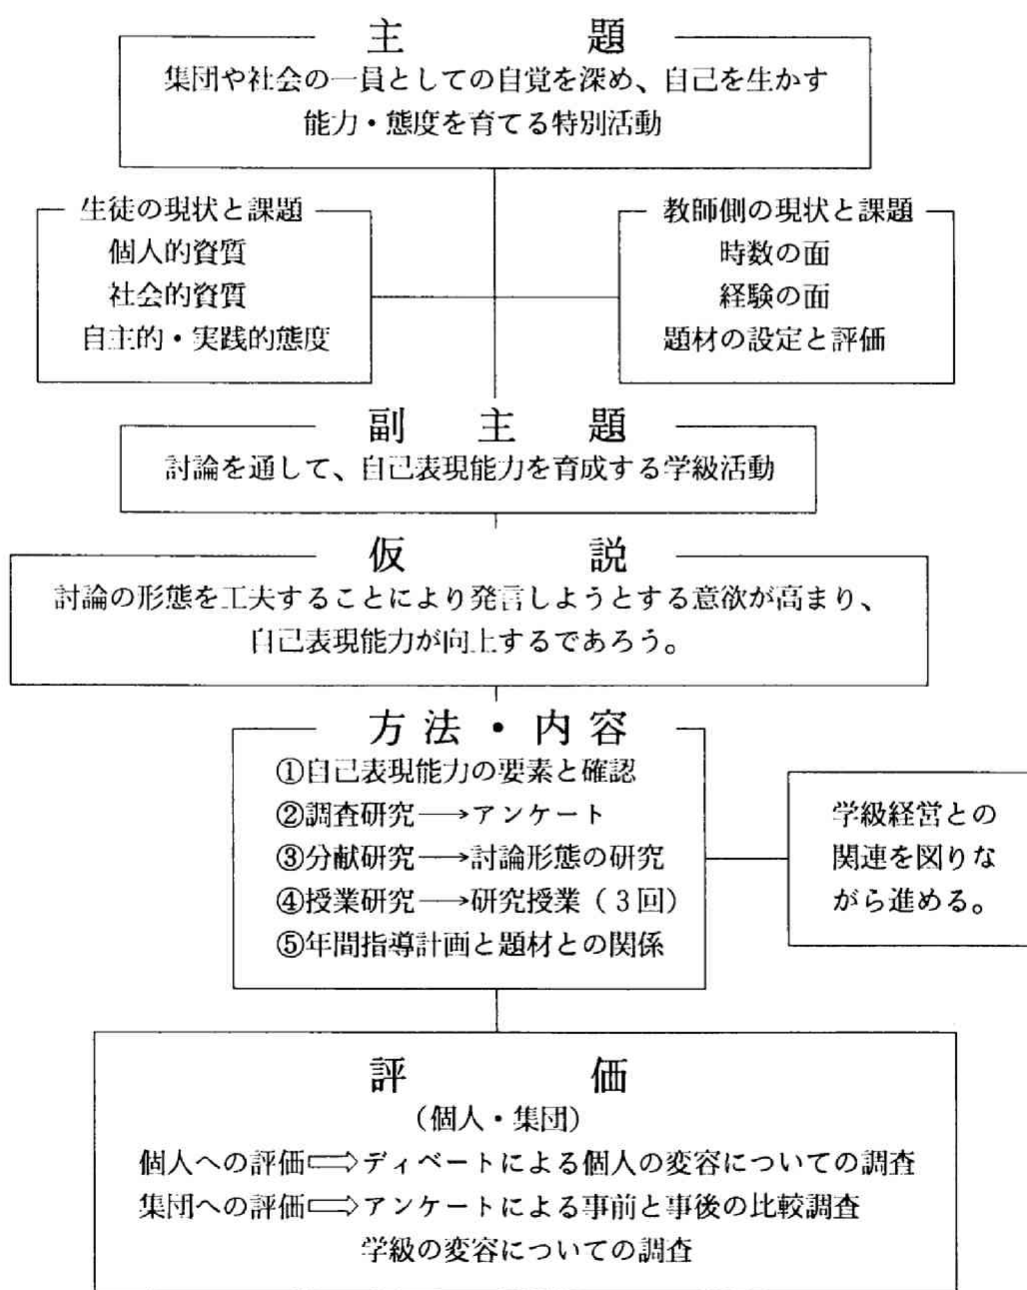 主題
集団や社会の一員としての自覚を深め、自己を生かす
能力・態度を育てる特別活動
生徒の現状と課題
個人的資質
社会的資質
自主的・実践的態度
教師側の現状と課題
時数の面
経験の面
題材の設定と評価
副主題
討論を通して、自己表現能力を育成する学級活動
仮説
討論の形態を工夫することにより発言しようとする意欲が高まり、
自己表現能力が向上するであろう。
方法・内容
①自己表現能力の要素と確認
②調査研究→アンケート
③分献研究→討論形態の研究
④授業研究→研究授業（３回）
⑤年間指導計画と題材との関係
学級経営との
関連を図りな
がら進める。
評価
（個人・集団）
個人への評価⇨ディベートによる個人の変容についての調査
集団への評価⇨アンケートによる事前と事後の比較調査
学級の変容についての調査